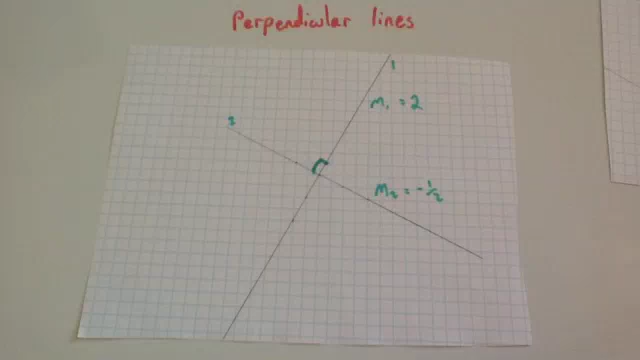 Perpendicular lines
1
m₁ = 2
2
m₂ = -1/2